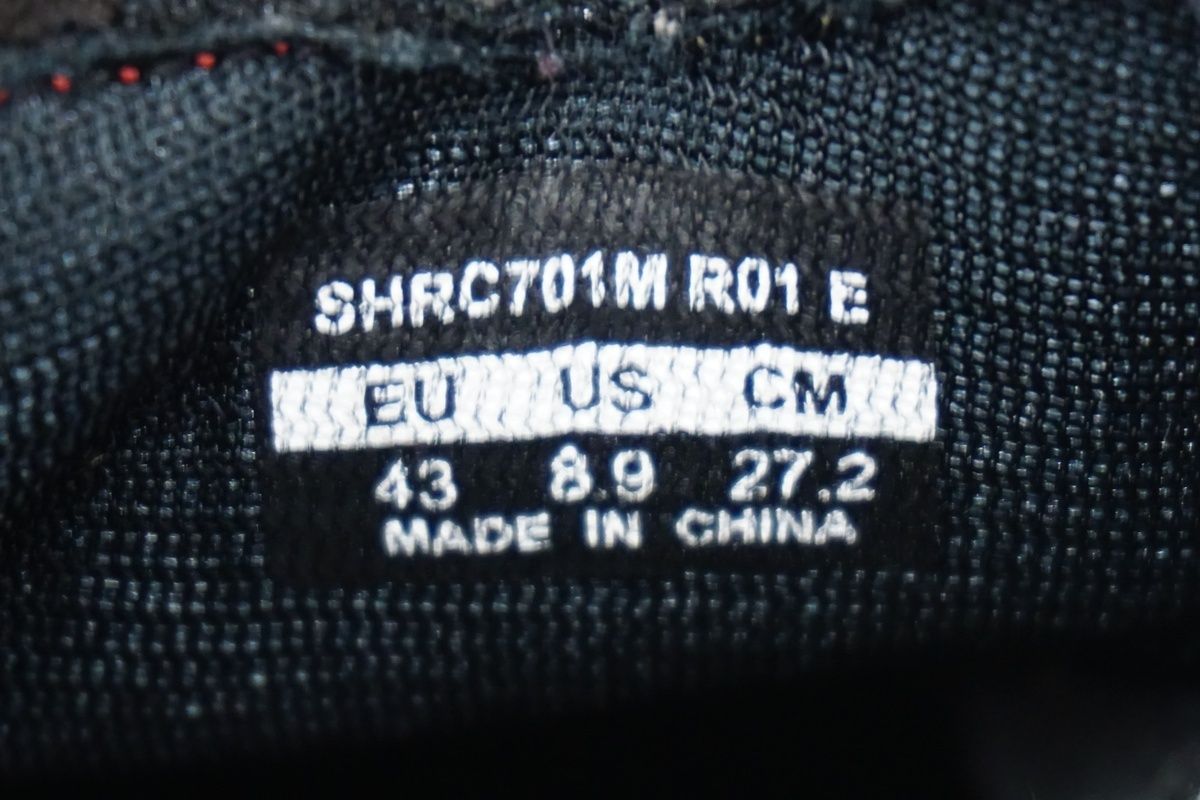 SHRC701M R01 E
EU US CM
43 8.9 27.2
MADE IN CHINA